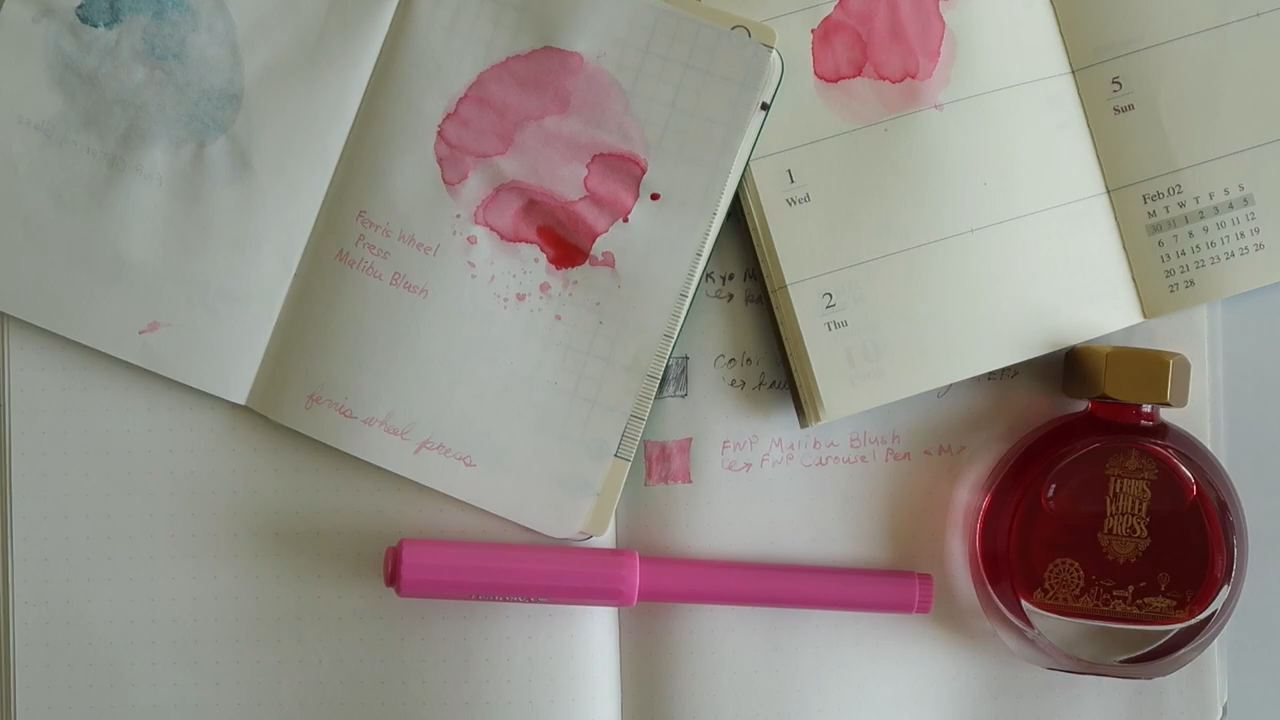 Ferris Wheel
Press
Malibu Blush
ferris wheel press
1
Wed
2
Thu
5
Sun
Feb.02
M T W T F S S
30 31 1 2 3 4 5
6 7 8 9 10 11 12
13 14 15 16 17 18 19
20 21 22 23 24 25 26
27 28
Kyo
Color
FWP Malibu Blush
↳ FWP Carousel Pen <M>
FERRIS
WHEEL
PRESS